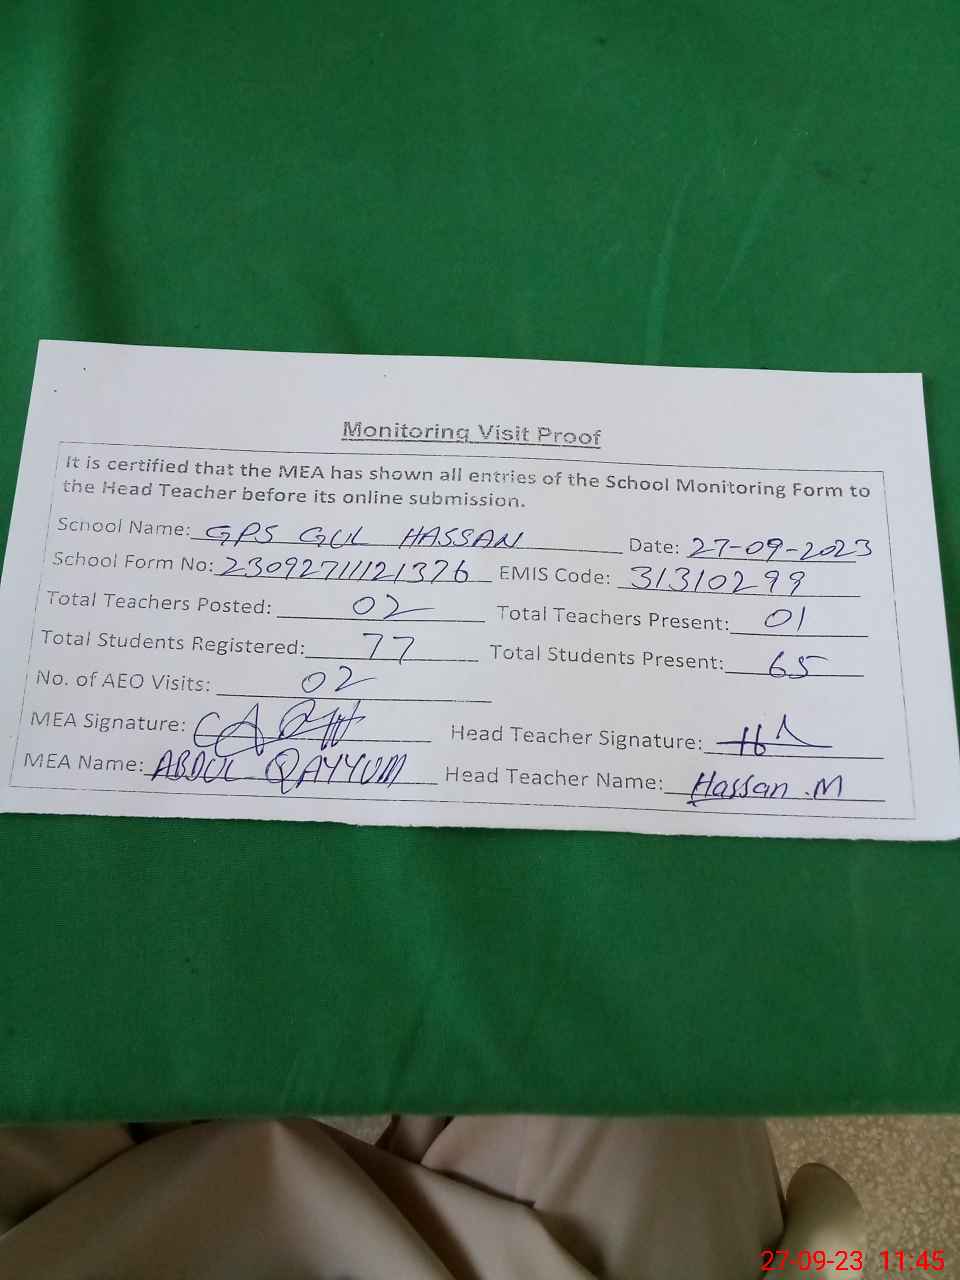 Monitoring Visit Proof
It is certified that the MEA has shown all entries of the School Monitoring Form to
the Head Teacher before its online submission.
School Name: GPS GUL HASSAN Date: 27-09-2023
School Form No: 23092711121376 EMIS Code: 31310299
Total Teachers Posted: 02 Total Teachers Present: 01
Total Students Registered: 77 Total Students Present: 65
No. of AEO Visits: 02
MEA Signature: Head Teacher Signature:
MEA Name: ABDUL QAYYUM Head Teacher Name: Hassan .M
27-09-23 11:45